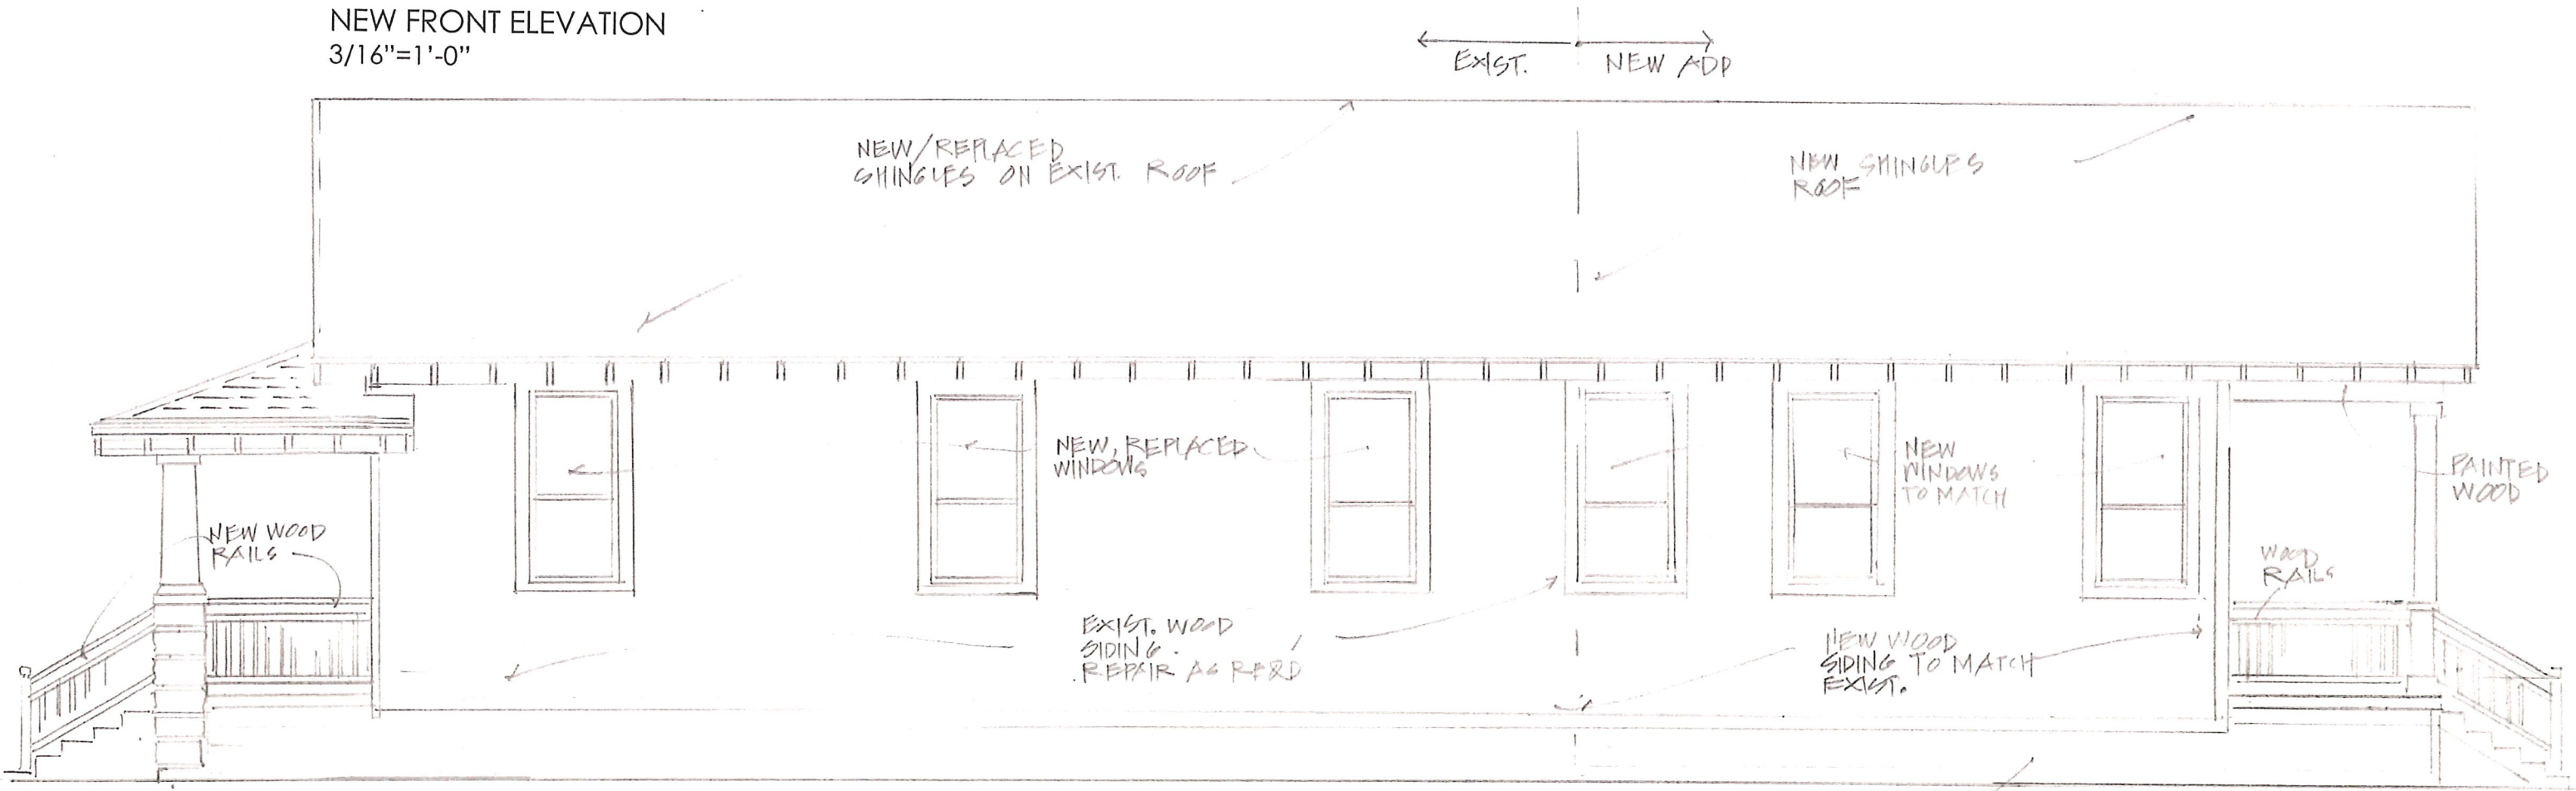 NEW FRONT ELEVATION
3/16"=1'-0"
EXIST.
NEW ADD
NEW/REPLACED
SHINGLES ON EXIST. ROOF
NEW SHINGLES
ROOF
NEW, REPLACED
WINDOWS
NEW
WINDOWS
TO MATCH
PAINTED
WOOD
NEW WOOD
RAILS
WOOD
RAILS
EXIST. WOOD
SIDING.
REPAIR AS REQD
NEW WOOD
SIDING TO MATCH
EXIST.